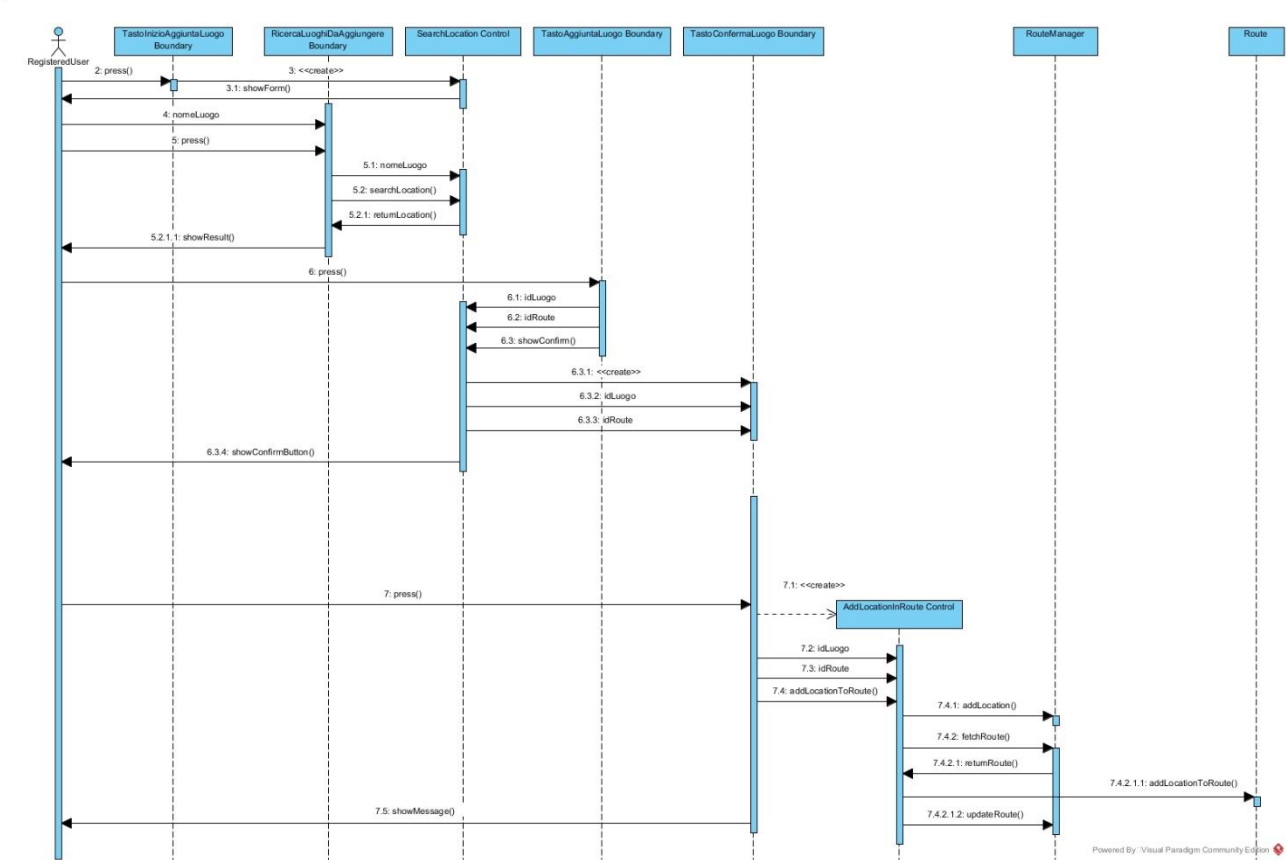 TastoInizioAggiuntaLuogo
Boundary
RicercaLuoghiDaAggiungere
Boundary
SearchLocation Control
TastoAggiuntaLuogo Boundary
TastoConfermaLuogo Boundary
RouteManager
Route
RegisteredUser
2: press()
3: <<create>>
3.1: showForm()
4: nomeLuogo
5: press()
5.1: nomeLuogo
5.2: searchLocation()
5.2.1: returnLocation()
5.2.1.1: showResult()
6: press()
6.1: idLuogo
6.2: idRoute
6.3: showConfirm()
6.3.1: <<create>>
6.3.2: idLuogo
6.3.3: idRoute
6.3.4: showConfirmButton()
7.1: <<create>>
7: press()
AddLocationInRoute Control
7.2: idLuogo
7.3: idRoute
7.4: addLocationToRoute()
7.4.1: addLocation()
7.4.2: fetchRoute()
7.4.2.1: returnRoute()
7.4.2.1.1: addLocationToRoute()
7.5: showMessage()
7.4.2.1.2: updateRoute()
Powered By Visual Paradigm Community Edition